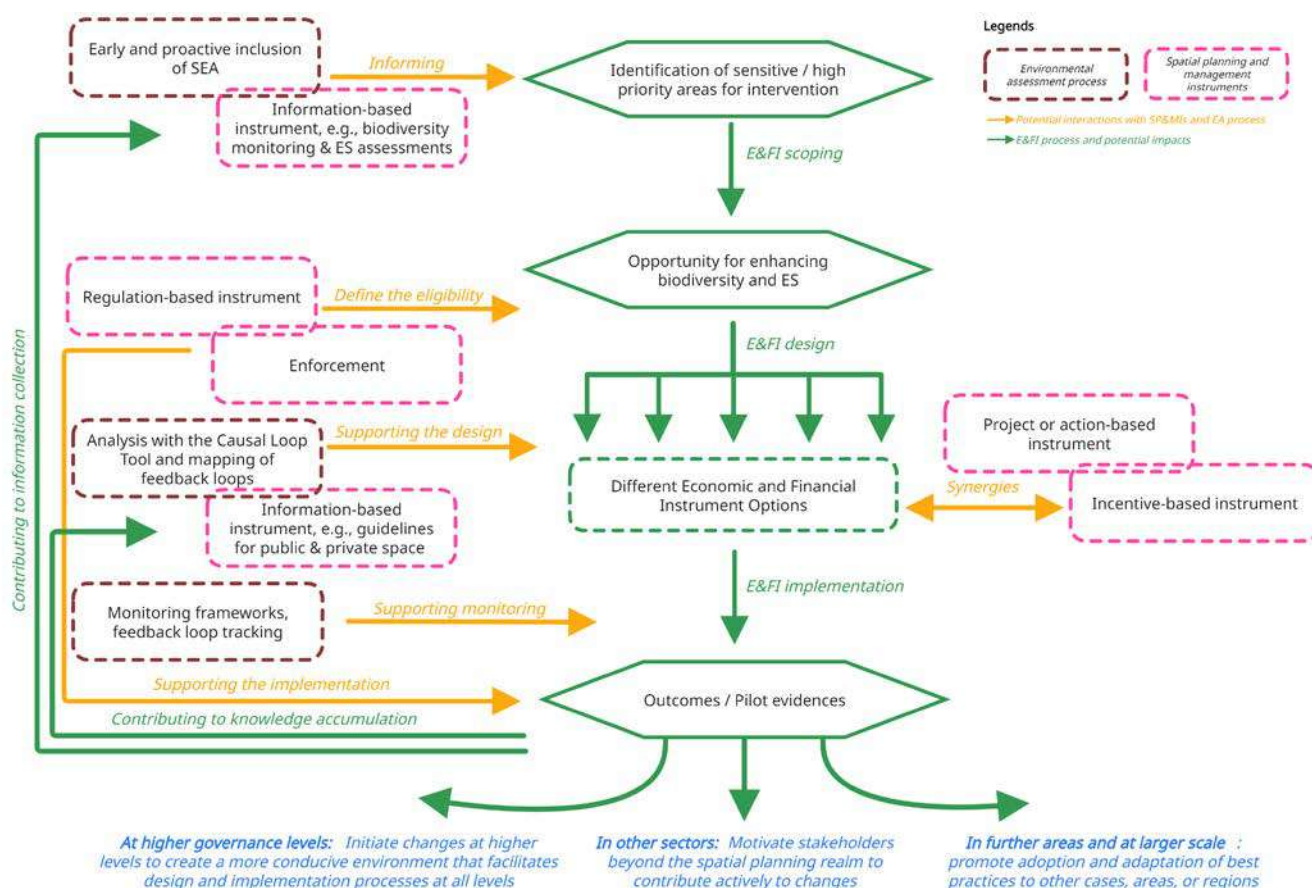 Legends
Environmental
assessment process
Spatial planning and
management
instruments
Potential interactions with SP&MIs and EA process
E&FI process and potential impacts
Early and proactive inclusion
of SEA
Informing
Identification of sensitive / high
priority areas for intervention
Information-based
instrument, e.g., biodiversity
monitoring & ES assessments
E&FI scoping
Opportunity for enhancing
biodiversity and ES
Regulation-based instrument
Define the eligibility
Enforcement
E&FI design
Contributing to information collection
Analysis with the Causal Loop
Tool and mapping of
feedback loops
Supporting the design
Different Economic and Financial
Instrument Options
Synergies
Project or action-based
instrument
Incentive-based instrument
Information-based
instrument, e.g., guidelines
for public & private space
E&FI implementation
Monitoring frameworks,
feedback loop tracking
Supporting monitoring
Supporting the implementation
Outcomes / Pilot evidences
Contributing to knowledge accumulation
At higher governance levels: Initiate changes at higher
levels to create a more conducive environment that facilitates
design and implementation processes at all levels
In other sectors: Motivate stakeholders
beyond the spatial planning realm to
contribute actively to changes
In further areas and at larger scale :
promote adoption and adaptation of best
practices to other cases, areas, or regions